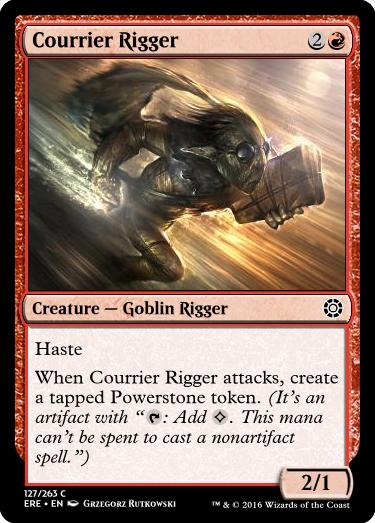 Courrier Rigger 2
Creature — Goblin Rigger
Haste
When Courrier Rigger attacks, create
a tapped Powerstone token. (It's an
artifact with “: Add . This mana
can't be spent to cast a nonartifact
spell.”)
127/263 C
2/1
ERE • EN Grzegorz Rutkowski
™ & © 2016 Wizards of the Coast